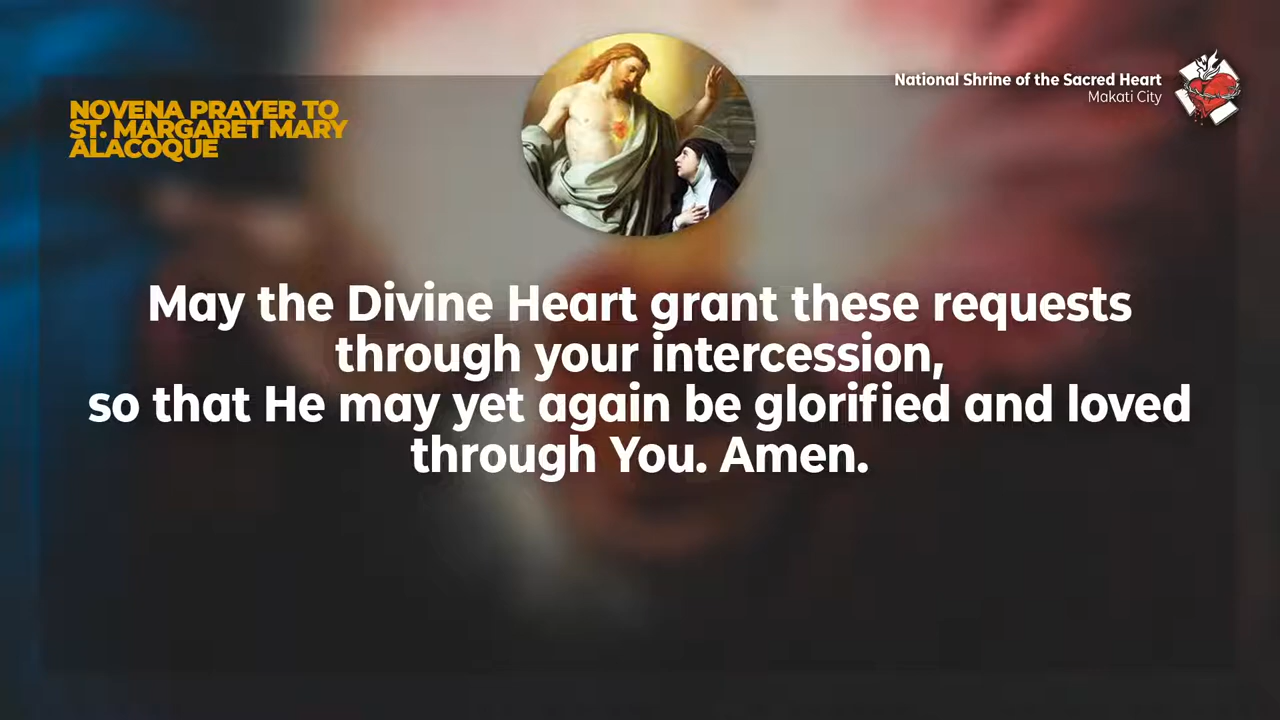 NOVENA PRAYER TO
ST. MARGARET MARY
ALACOQUE
National Shrine of the Sacred Heart
Makati City
May the Divine Heart grant these requests
through your intercession,
so that He may yet again be glorified and loved
through You. Amen.